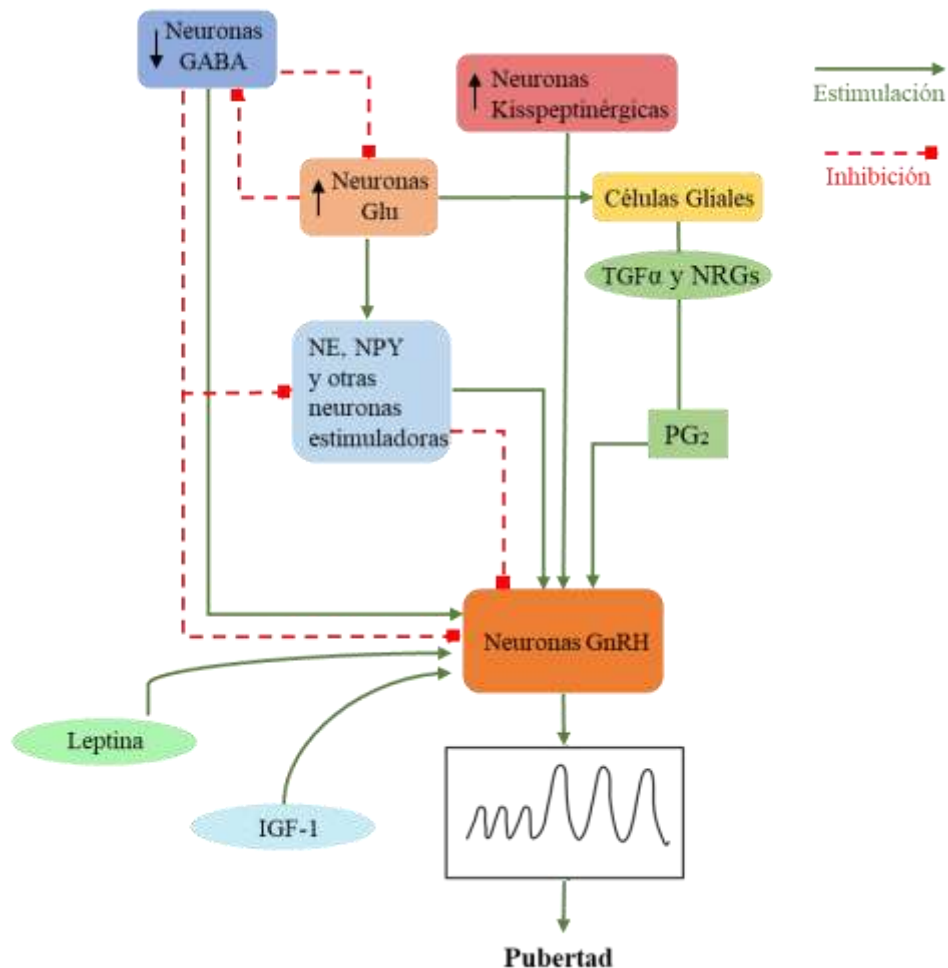 Neuronas
GABA
Neuronas
Kisspeptinérgicas
Estimulación
Inhibición
Neuronas
Glu
Células Gliales
TGFα y NRGs
NE, NPY
y otras
neuronas
estimuladoras
PG₂
Neuronas GnRH
Leptina
IGF-1
Pubertad